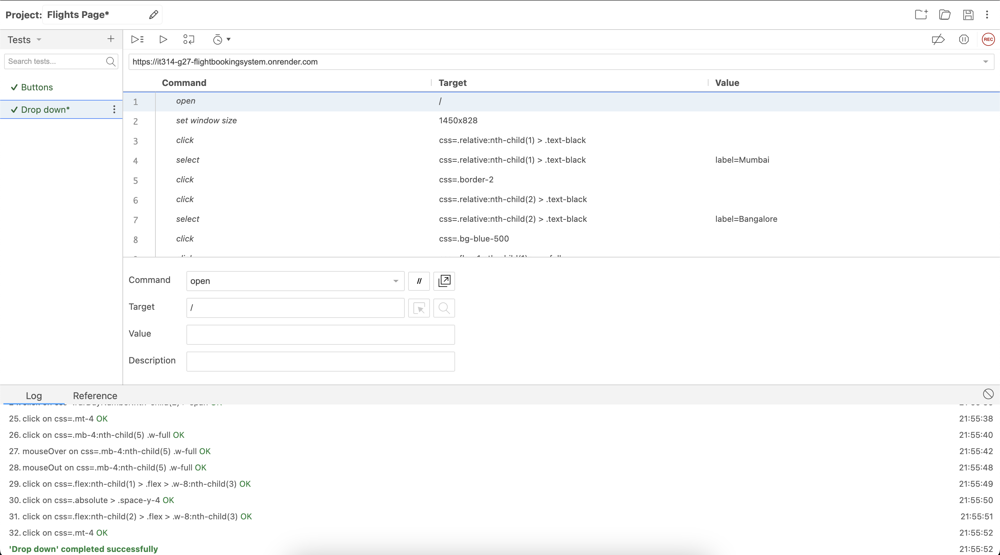 Project: Flights Page*
Tests
REC
Search tests...
https://it314-g27-flightbookingsystem.onrender.com
Buttons
Drop down*
Command Target Value
1 open /
2 set window size 1450x828
3 click css=.relative:nth-child(1) > .text-black
4 select css=.relative:nth-child(1) > .text-black label=Mumbai
5 click css=.border-2
6 click css=.relative:nth-child(2) > .text-black
7 select css=.relative:nth-child(2) > .text-black label=Bangalore
8 click css=.bg-blue-500
Command open //
Target /
Value
Description
Log Reference
25. click on css=.mt-4 OK 21:55:38
26. click on css=.mb-4:nth-child(5) .w-full OK 21:55:40
27. mouseOver on css=.mb-4:nth-child(5) .w-full OK 21:55:42
28. mouseOut on css=.mb-4:nth-child(5) .w-full OK 21:55:48
29. click on css=.flex:nth-child(1) > .flex > .w-8:nth-child(3) OK 21:55:49
30. click on css=.absolute > .space-y-4 OK 21:55:50
31. click on css=.flex:nth-child(2) > .flex > .w-8:nth-child(3) OK 21:55:51
32. click on css=.mt-4 OK 21:55:52
'Drop down' completed successfully 21:55:52